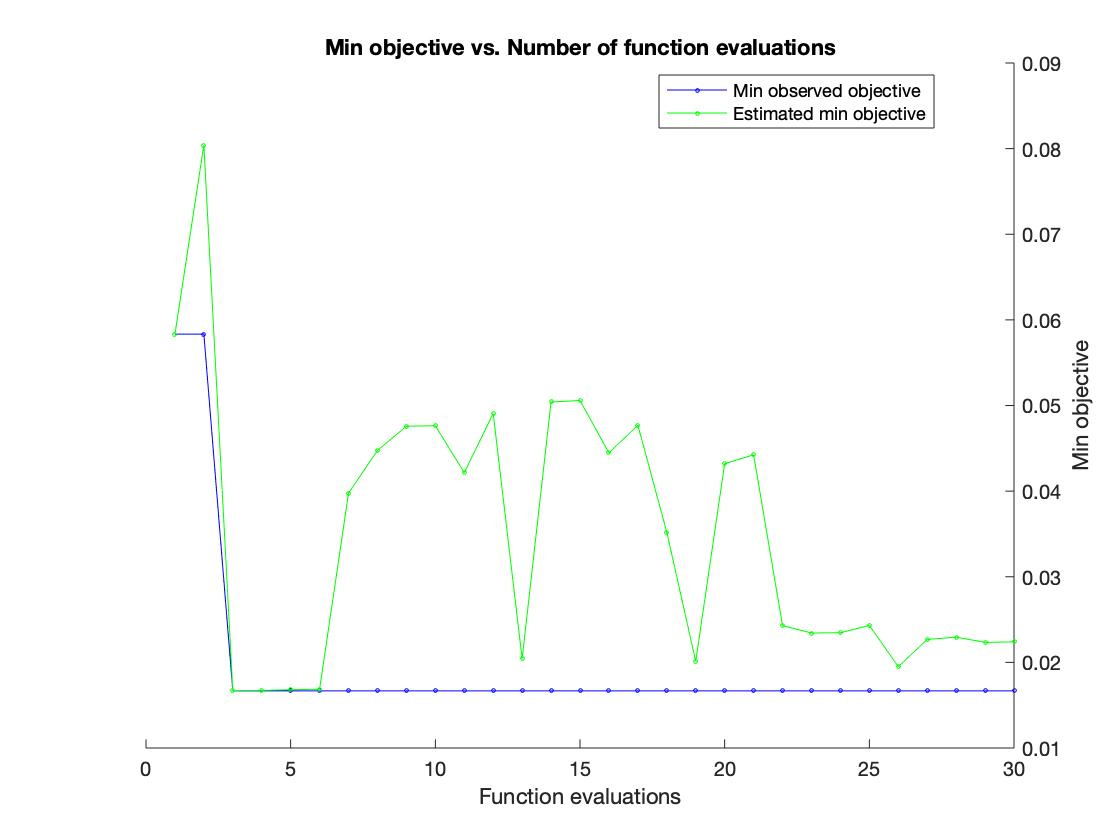 Min objective vs. Number of function evaluations
Min observed objective
Estimated min objective
0.09
0.08
0.07
0.06
0.05
0.04
0.03
0.02
0.01
Min objective
0 5 10 15 20 25 30
Function evaluations